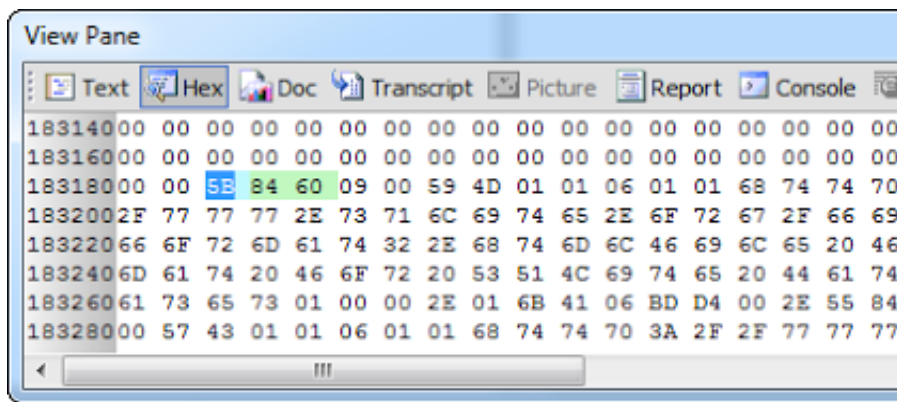 View Pane
Text Hex Doc Transcript Picture Report Console
18314000 00 00 00 00 00 00 00 00 00 00 00 00 00 00 00 00 00
18316000 00 00 00 00 00 00 00 00 00 00 00 00 00 00 00 00 00
18318000 00 5B 84 60 09 00 59 4D 01 01 06 01 01 68 74 74 70
1832002F 77 77 77 2E 73 71 6C 69 74 65 2E 6F 72 67 2F 66 69
18322066 6F 72 6D 61 74 32 2E 68 74 6D 6C 46 69 6C 65 20 46
1832406D 61 74 20 46 6F 72 20 53 51 4C 69 74 65 20 44 61 74
18326061 73 65 73 01 00 00 2E 01 6B 41 06 BD D4 00 2E 55 84
18328000 57 43 01 01 06 01 01 68 74 74 70 3A 2F 2F 77 77 77